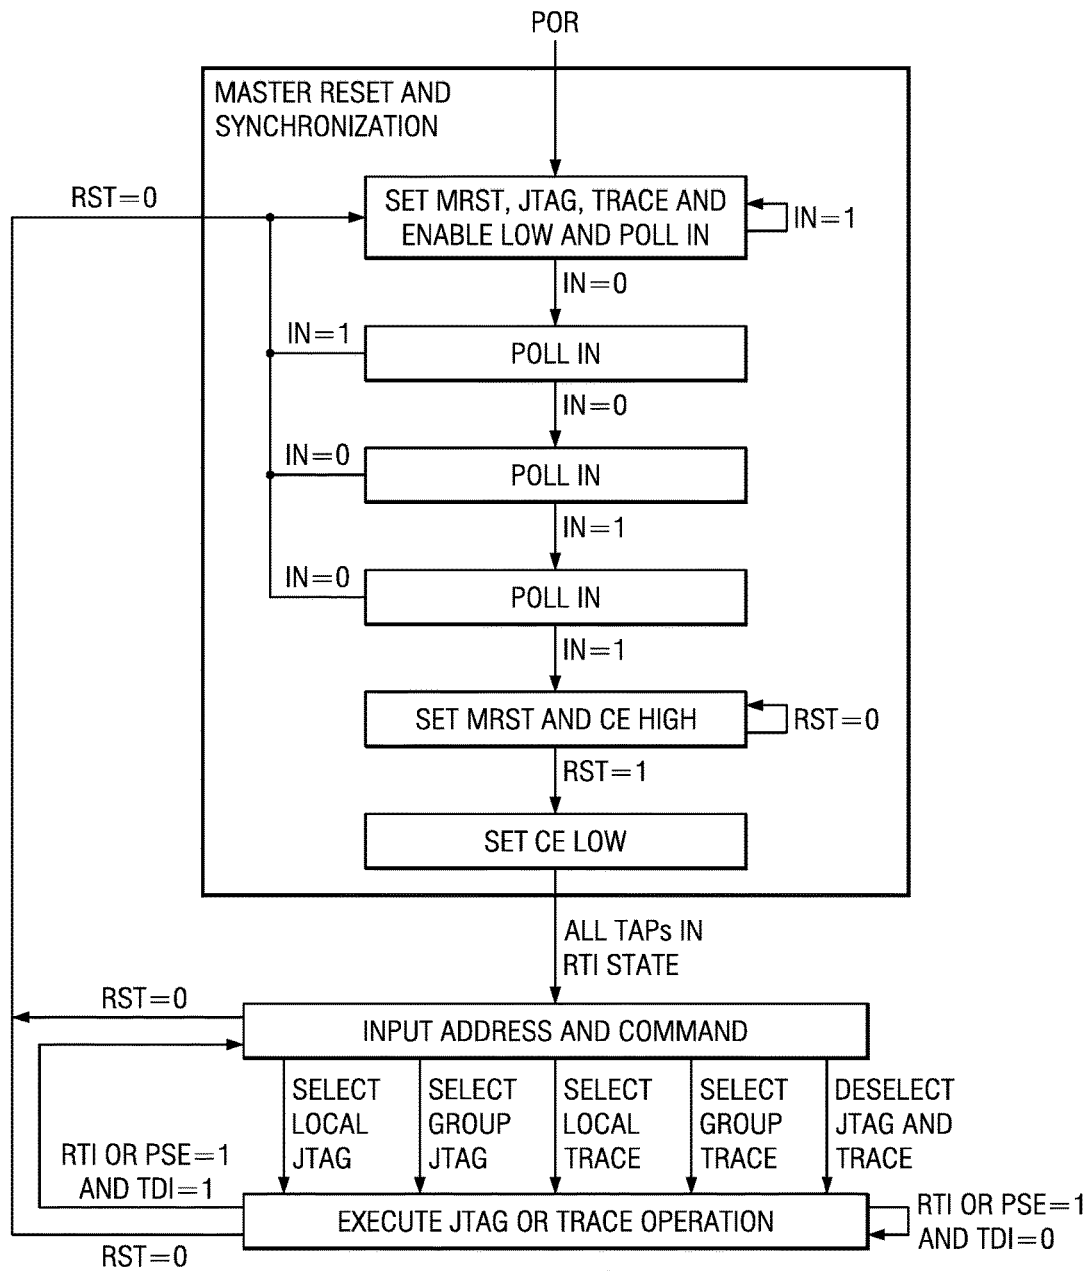 POR
MASTER RESET AND
SYNCHRONIZATION
RST=0
SET MRST, JTAG, TRACE AND
ENABLE LOW AND POLL IN
IN=1
IN=0
IN=1
POLL IN
IN=0
IN=0
POLL IN
IN=1
IN=0
POLL IN
IN=1
SET MRST AND CE HIGH
RST=0
RST=1
SET CE LOW
ALL TAPs IN
RTI STATE
RST=0
INPUT ADDRESS AND COMMAND
SELECT
LOCAL
JTAG
SELECT
GROUP
JTAG
SELECT
LOCAL
TRACE
SELECT
GROUP
TRACE
DESELECT
JTAG AND
TRACE
RTI OR PSE=1
AND TDI=1
EXECUTE JTAG OR TRACE OPERATION
RTI OR PSE=1
AND TDI=0
RST=0